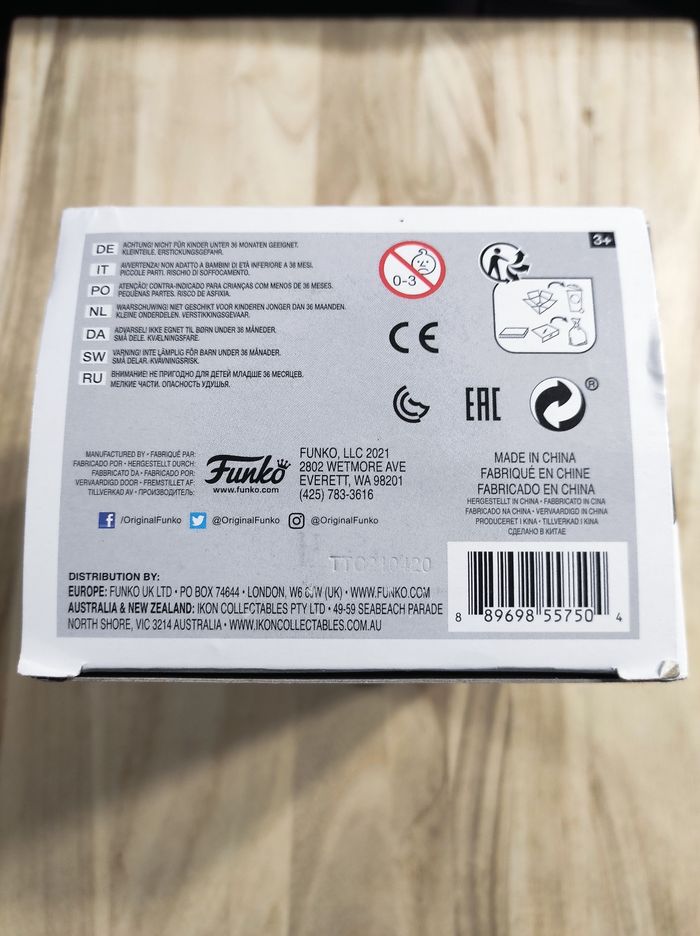 3+
DE ACHTUNG! NICHT FÜR KINDER UNTER 36 MONATEN GEEIGNET.
KLEINTEILE. ERSTICKUNGSGEFAHR.
IT AVVERTENZA: NON ADATTO A BAMBINI DI ETÀ INFERIORE A 36 MESI.
PICCOLE PARTI. RISCHIO DI SOFFOCAMENTO.
PO ATENÇÃO! CONTRA-INDICADO PARA CRIANÇAS COM MENOS DE 36 MESES.
PEQUENAS PARTES. RISCO DE ASFIXIA.
NL WAARSCHUWING! NIET GESCHIKT VOOR KINDEREN JONGER DAN 36 MAANDEN.
KLEINE ONDERDELEN. VERSTIKKINGSGEVAAR.
DA ADVARSEL! IKKE EGNET TIL BØRN UNDER 36 MÅNEDER.
SMÅ DELE. KVÆLNINGSFARE.
SW VARNING! INTE LÄMPLIG FÖR BARN UNDER 36 MÅNADER.
SMÅ DELAR. KVÄVNINGSRISK.
RU ВНИМАНИЕ! НЕ ПРИГОДНО ДЛЯ ДЕТЕЙ МЛАДШЕ 36 МЕСЯЦЕВ.
МЕЛКИЕ ЧАСТИ. ОПАСНОСТЬ УДУШЬЯ.
0-3
CE
EAC
®
MANUFACTURED BY • FABRIQUÉ PAR:
FABRICADO POR • HERGESTELLT DURCH:
FABBRICATO DA • FABRICADO POR:
VERVAARDIGD DOOR • FREMSTILLET AF:
TILLVERKAD AV • ПРОИЗВОДИТЕЛЬ:
Funko
www.funko.com
FUNKO, LLC 2021
2802 WETMORE AVE
EVERETT, WA 98201
(425) 783-3616
MADE IN CHINA
FABRIQUÉ EN CHINE
FABRICADO EN CHINA
HERGESTELLT IN CHINA • FABBRICATO IN CINA
FABRICADO NA CHINA • VERVAARDIGD IN CHINA
PRODUCERET I KINA • TILLVERKAD I KINA
СДЕЛАНО В КИТАЕ
f /OriginalFunko @OriginalFunko @OriginalFunko
TTC210420
DISTRIBUTION BY:
EUROPE: FUNKO UK LTD • PO BOX 74644 • LONDON, (UK) • WWW.FUNKO.COM
AUSTRALIA & NEW ZEALAND: IKON COLLECTABLES PTY LTD • 49-59 SEABEACH PARADE
NORTH SHORE, VIC 3214 AUSTRALIA • WWW.IKONCOLLECTABLES.COM.AU
8 89698 55750 4